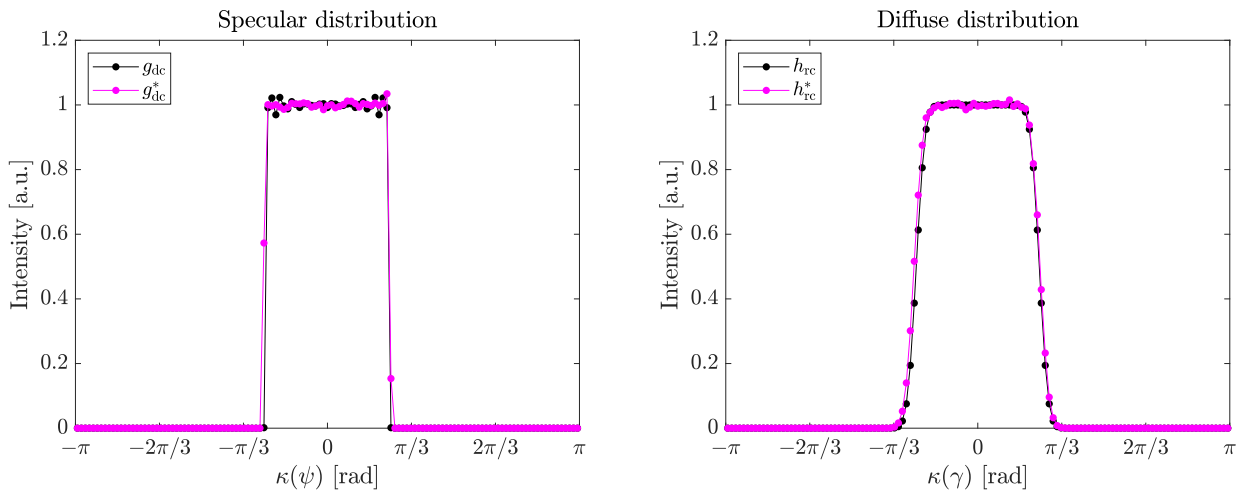 Specular distribution
1.2
1
0.8
0.6
0.4
0.2
0
Intensity [a.u.]
g_dc
g*_dc
−π
−2π/3
−π/3
0
π/3
2π/3
π
κ(ψ) [rad]
Diffuse distribution
1.2
1
0.8
0.6
0.4
0.2
0
Intensity [a.u.]
h_rc
h*_rc
−π
−2π/3
−π/3
0
π/3
2π/3
π
κ(γ) [rad]